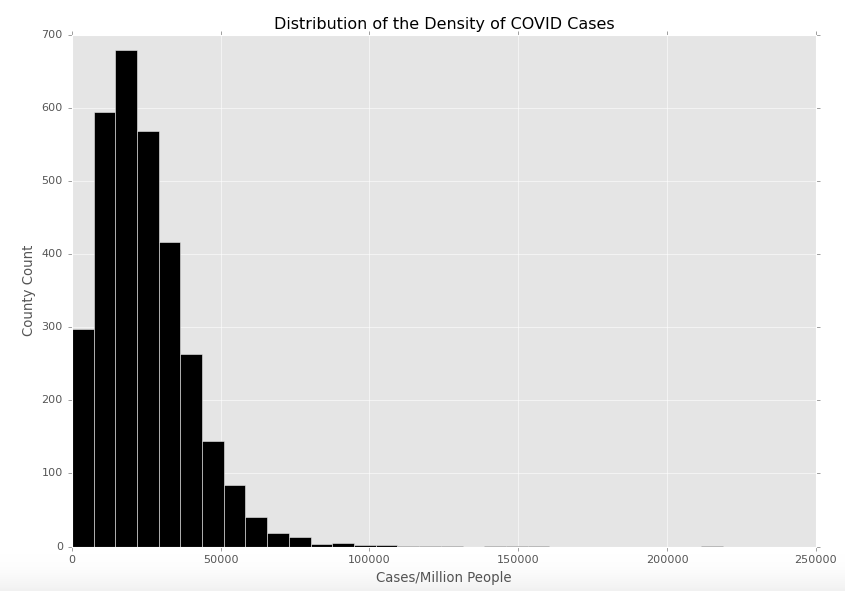 Distribution of the Density of COVID Cases
700
600
500
400
300
200
100
0
County Count
0 50000 100000 150000 200000 250000
Cases/Million People